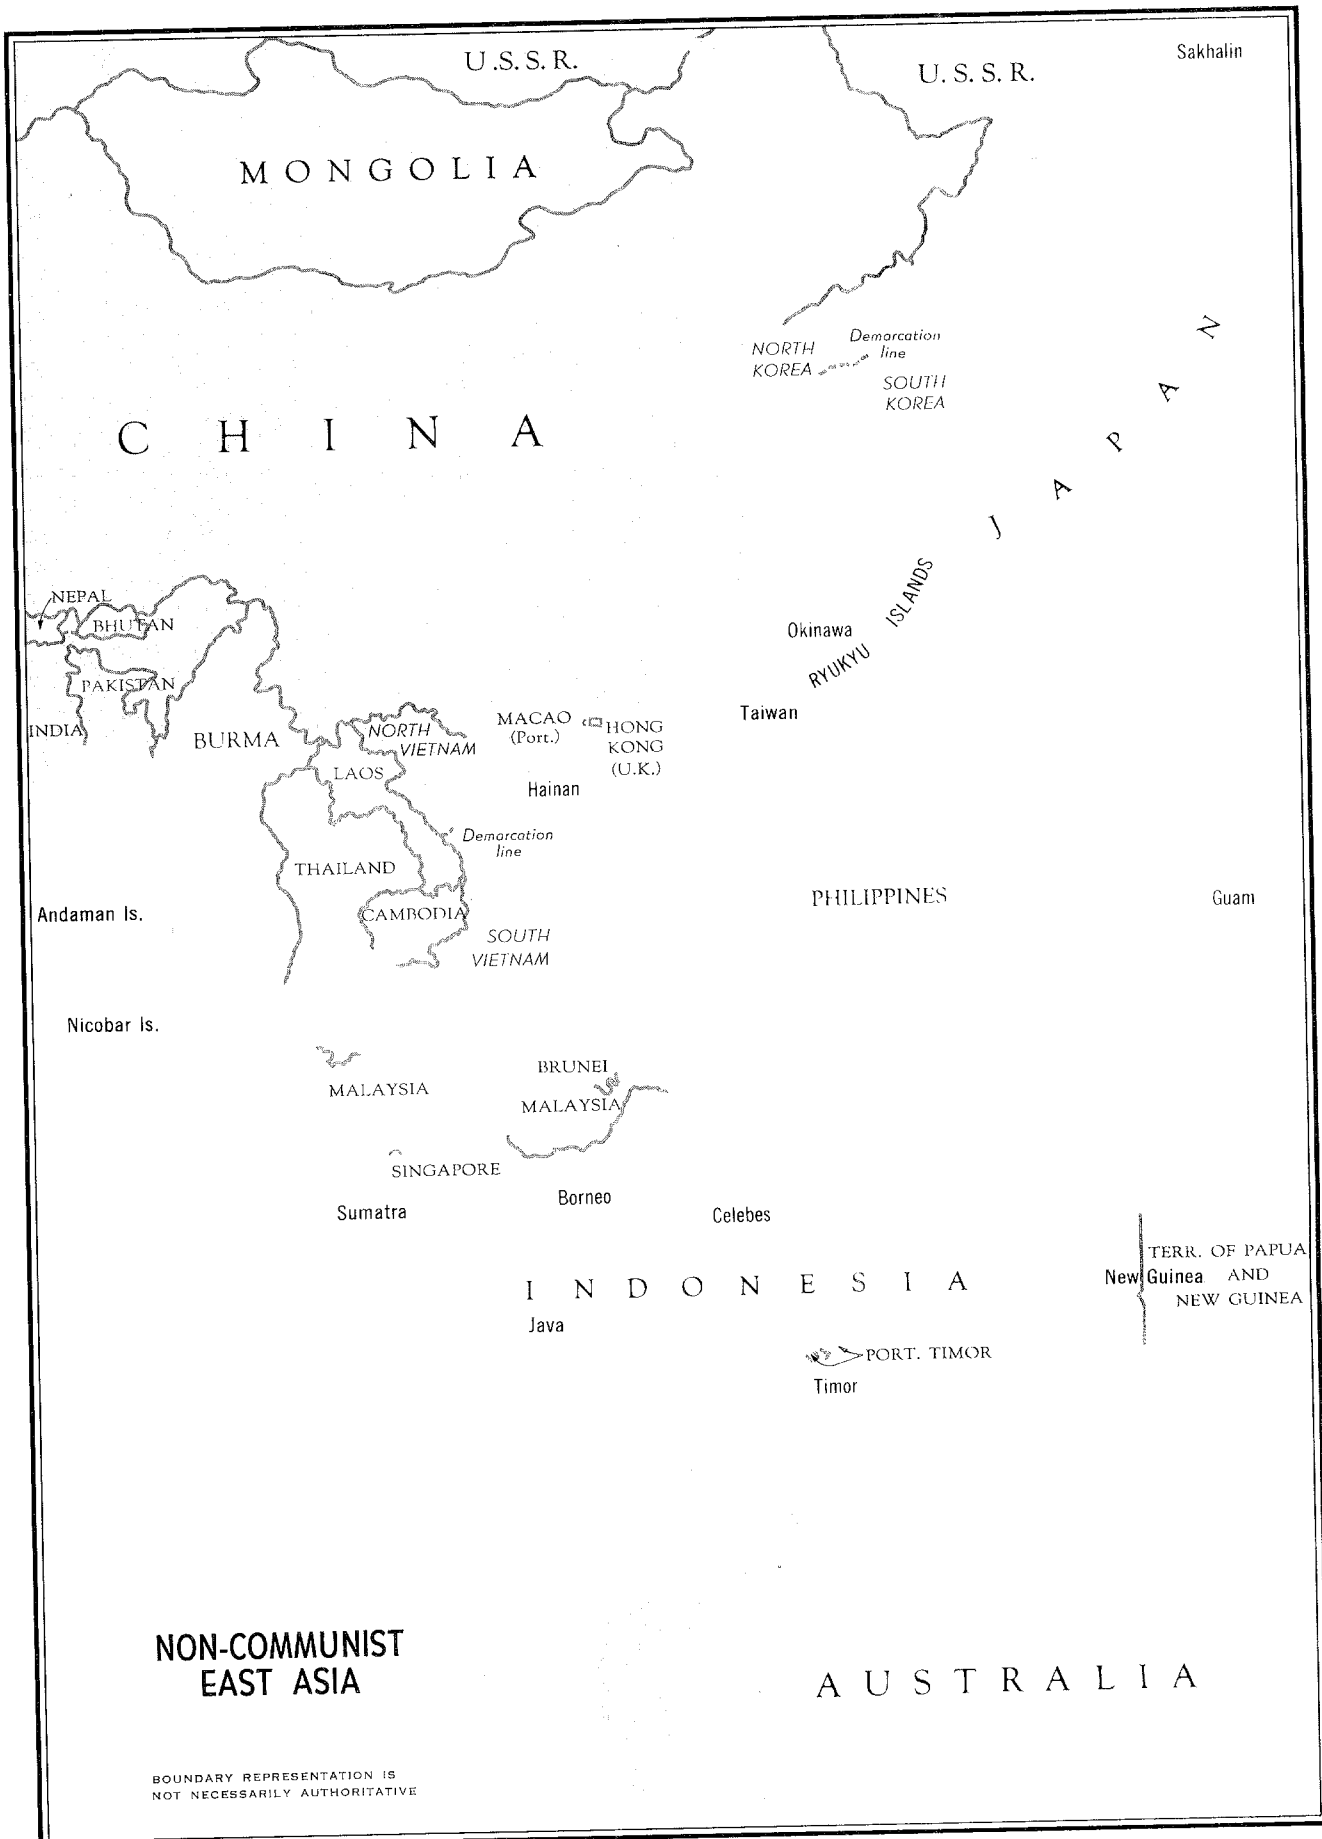 U.S.S.R.
U.S.S.R.
Sakhalin
MONGOLIA
NORTH
KOREA
Demarcation
line
SOUTH
KOREA
JAPAN
CHINA
NEPAL
BHUTAN
PAKISTAN
INDIA
BURMA
NORTH
VIETNAM
LAOS
MACAO
(Port.)
HONG
KONG
(U.K.)
Hainan
Okinawa
RYUKYU ISLANDS
Taiwan
Demarcation
line
THAILAND
CAMBODIA
SOUTH
VIETNAM
PHILIPPINES
Guam
Andaman Is.
Nicobar Is.
MALAYSIA
BRUNEI
MALAYSIA
SINGAPORE
Sumatra
Borneo
Celebes
INDONESIA
Java
TERR. OF PAPUA
New Guinea AND
NEW GUINEA
PORT. TIMOR
Timor
NON-COMMUNIST
EAST ASIA
AUSTRALIA
BOUNDARY REPRESENTATION IS
NOT NECESSARILY AUTHORITATIVE